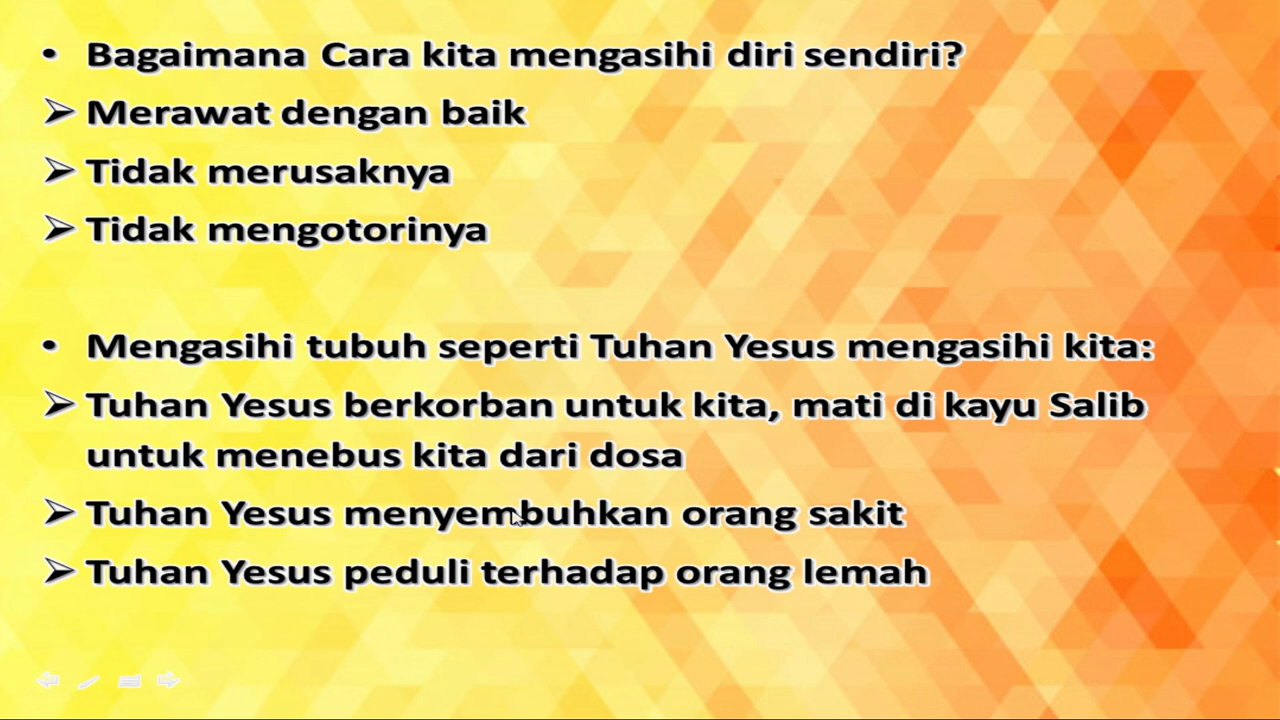 • Bagaimana Cara kita mengasihi diri sendiri?
➢ Merawat dengan baik
➢ Tidak merusaknya
➢ Tidak mengotorinya
• Mengasihi tubuh seperti Tuhan Yesus mengasihi kita:
➢ Tuhan Yesus berkorban untuk kita, mati di kayu Salib
untuk menebus kita dari dosa
➢ Tuhan Yesus menyembuhkan orang sakit
➢ Tuhan Yesus peduli terhadap orang lemah